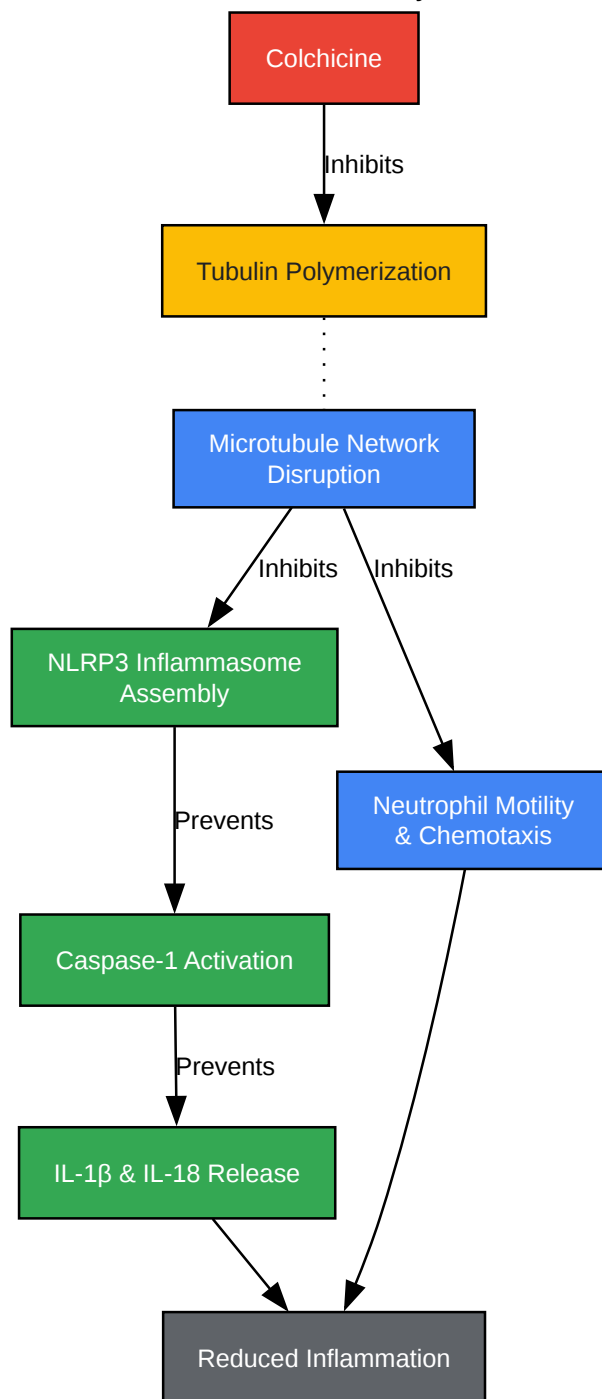 Colchicine
Inhibits
Tubulin Polymerization
Microtubule Network
Disruption
Inhibits
Inhibits
NLRP3 Inflammasome
Assembly
Neutrophil Motility
& Chemotaxis
Prevents
Caspase-1 Activation
Prevents
IL-1β & IL-18 Release
Reduced Inflammation